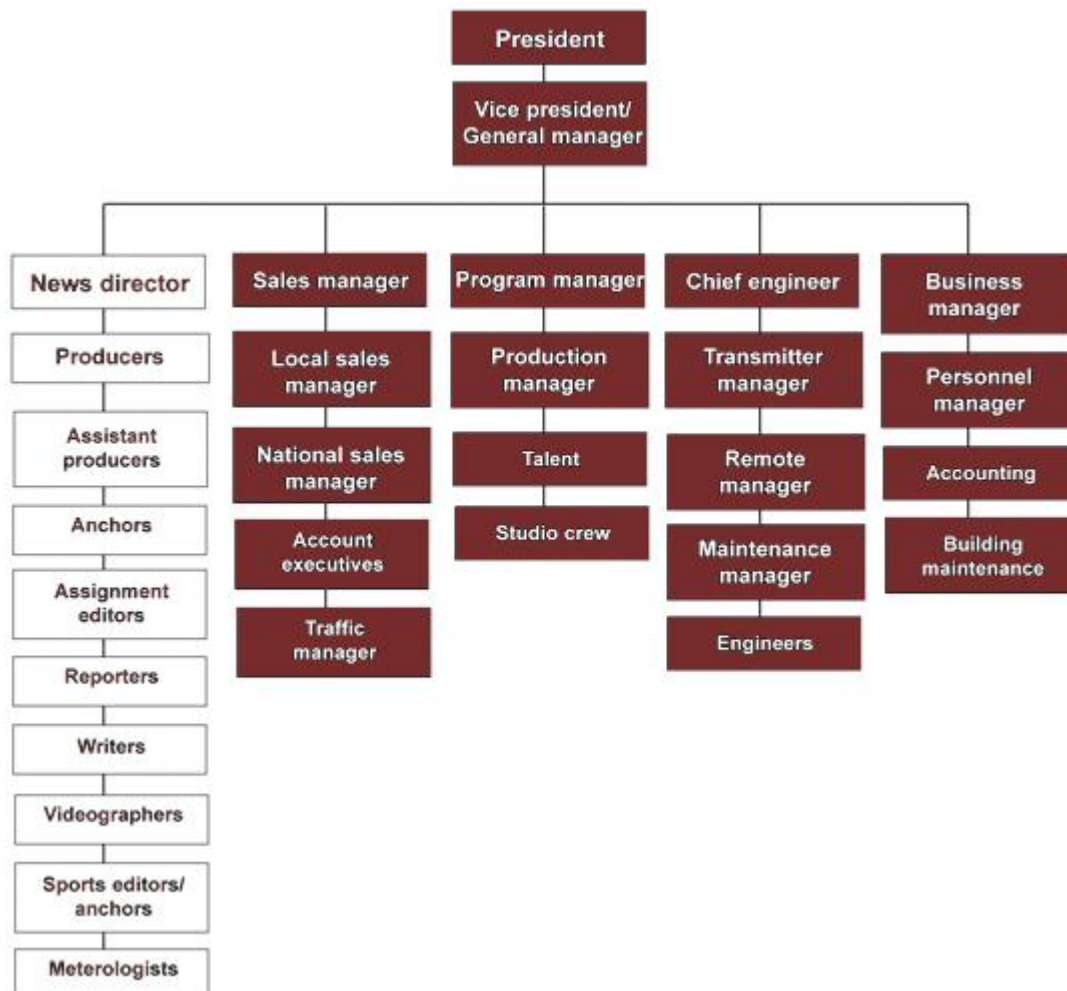 President
Vice president/
General manager
News director
Producers
Assistant
producers
Anchors
Assignment
editors
Reporters
Writers
Videographers
Sports editors/
anchors
Meterologists
Sales manager
Local sales
manager
National sales
manager
Account
executives
Traffic
manager
Program manager
Production
manager
Talent
Studio crew
Chief engineer
Transmitter
manager
Remote
manager
Maintenance
manager
Engineers
Business
manager
Personnel
manager
Accounting
Building
maintenance